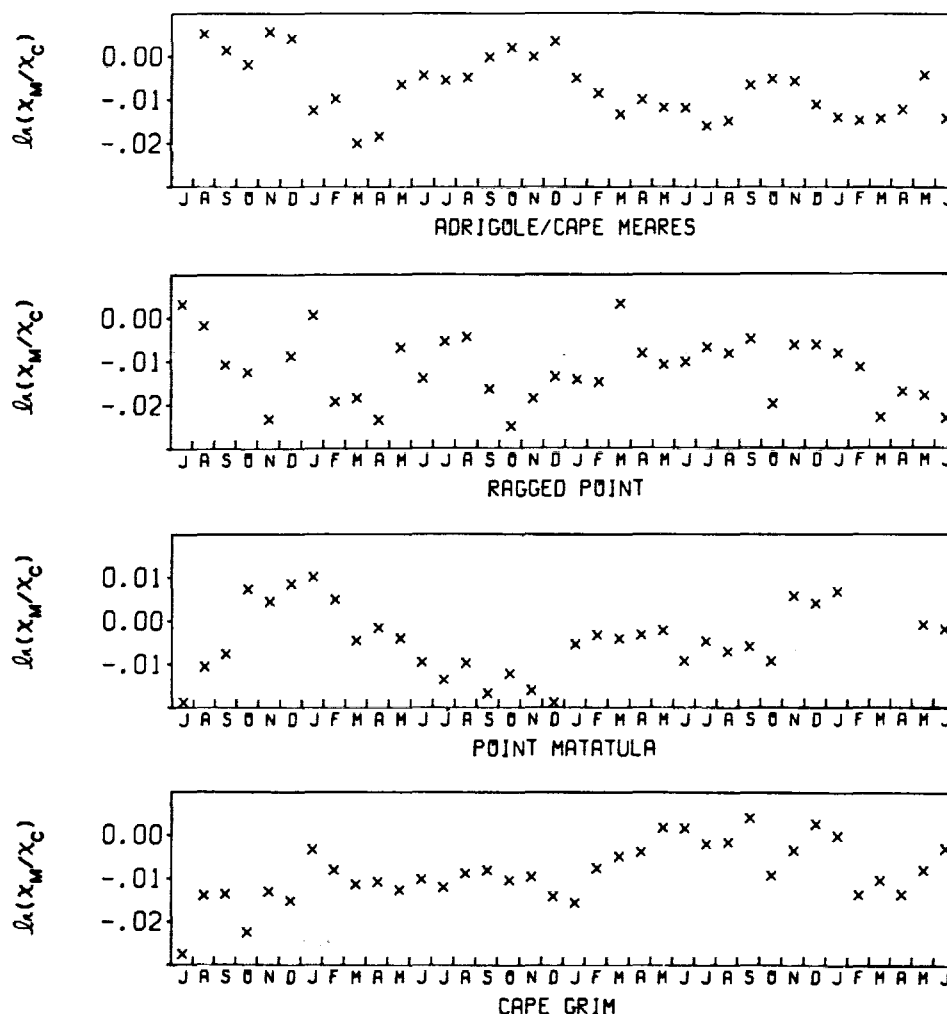 ln(χM/χC)
0.00
-.01
-.02
J A S O N D J F M A M J J A S O N D J F M A M J J A S O N D J F M A M J
ADRIGOLE/CAPE MEARES
ln(χM/χC)
0.00
-.01
-.02
J A S O N D J F M A M J J A S O N D J F M A M J J A S O N D J F M A M J
RAGGED POINT
ln(χM/χC)
0.01
0.00
-.01
J A S O N D J F M A M J J A S O N D J F M A M J J A S O N D J F M A M J
POINT MATATULA
ln(χM/χC)
0.00
-.01
-.02
J A S O N D J F M A M J J A S O N D J F M A M J J A S O N D J F M A M J
CAPE GRIM